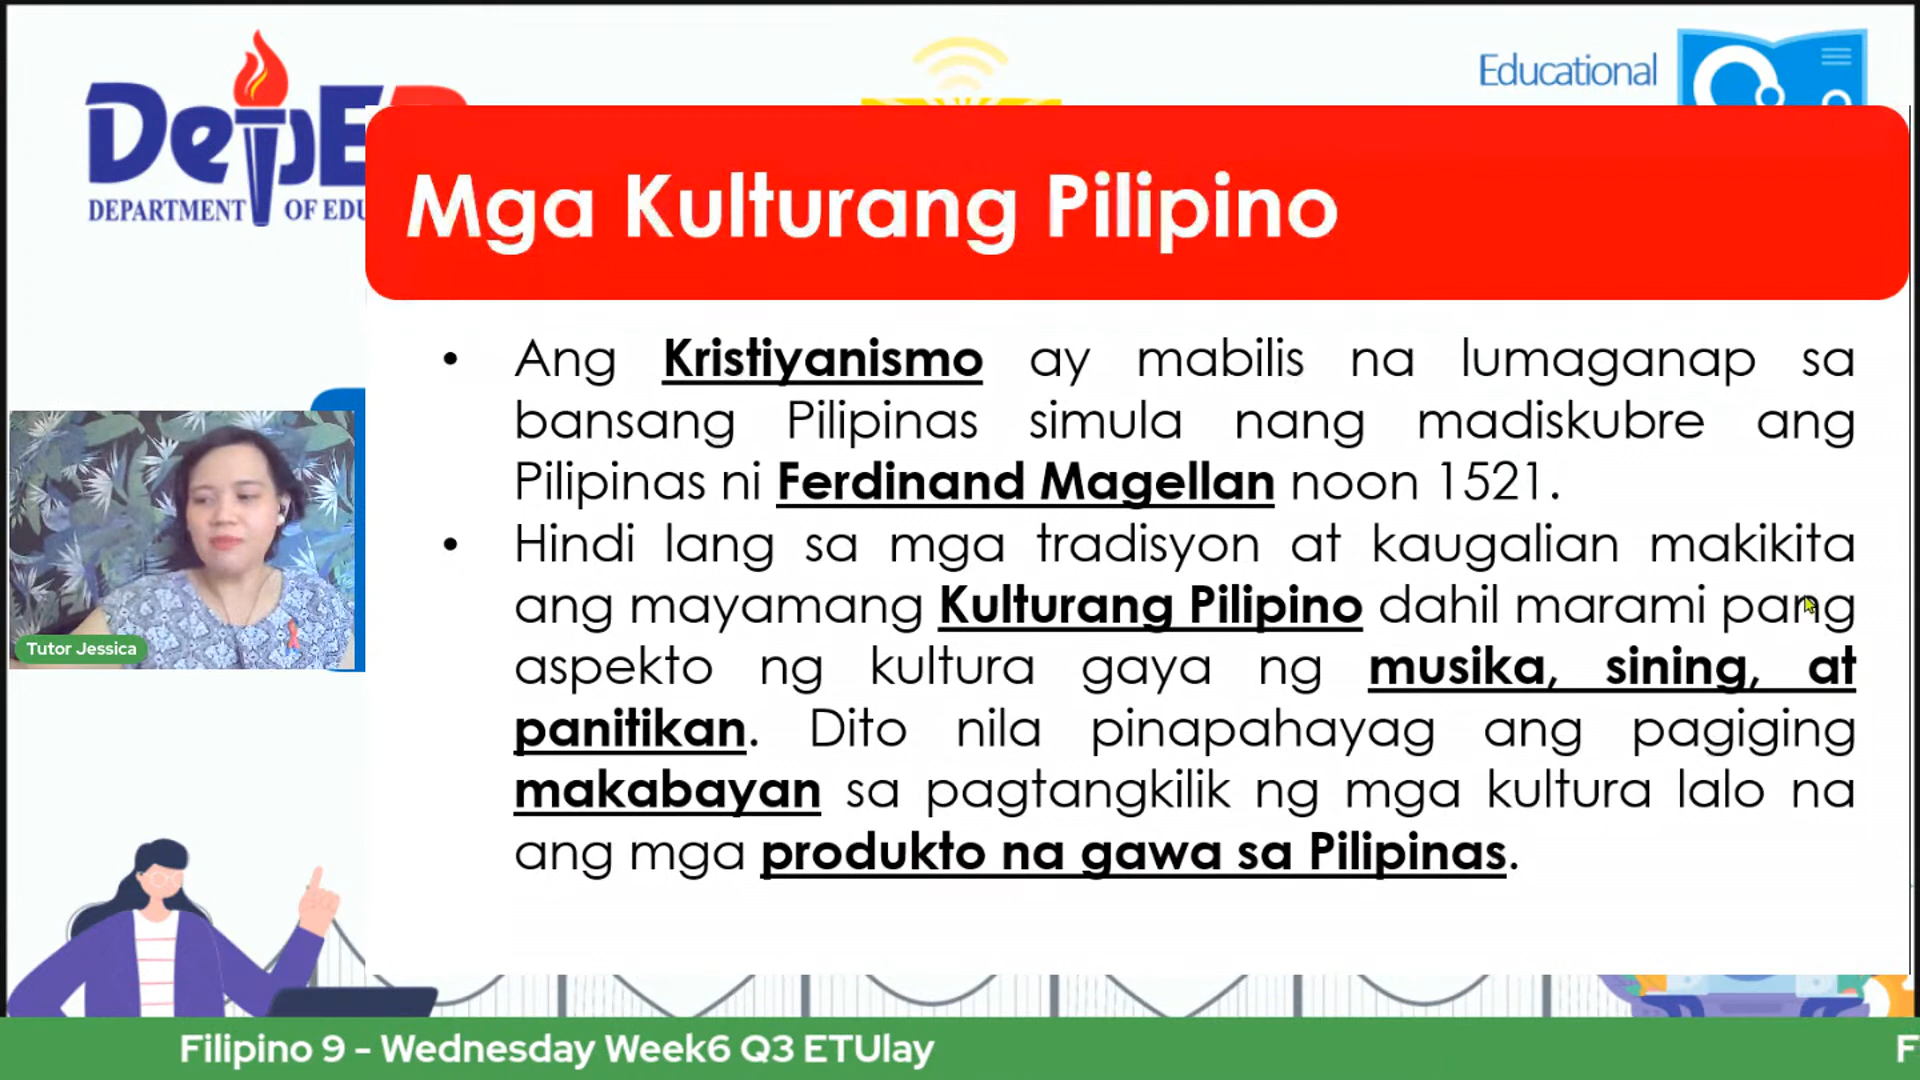 DepE
DEPARTMENT OF EDU
Educational
Mga Kulturang Pilipino
• Ang Kristiyanismo ay mabilis na lumaganap sa
bansang Pilipinas simula nang madiskubre ang
Pilipinas ni Ferdinand Magellan noon 1521.
• Hindi lang sa mga tradisyon at kaugalian makikita
ang mayamang Kulturang Pilipino dahil marami pang
aspekto ng kultura gaya ng musika, sining, at
panitikan. Dito nila pinapahayag ang pagiging
makabayan sa pagtangkilik ng mga kultura lalo na
ang mga produkto na gawa sa Pilipinas.
Tutor Jessica
Filipino 9 - Wednesday Week6 Q3 ETUlay
F